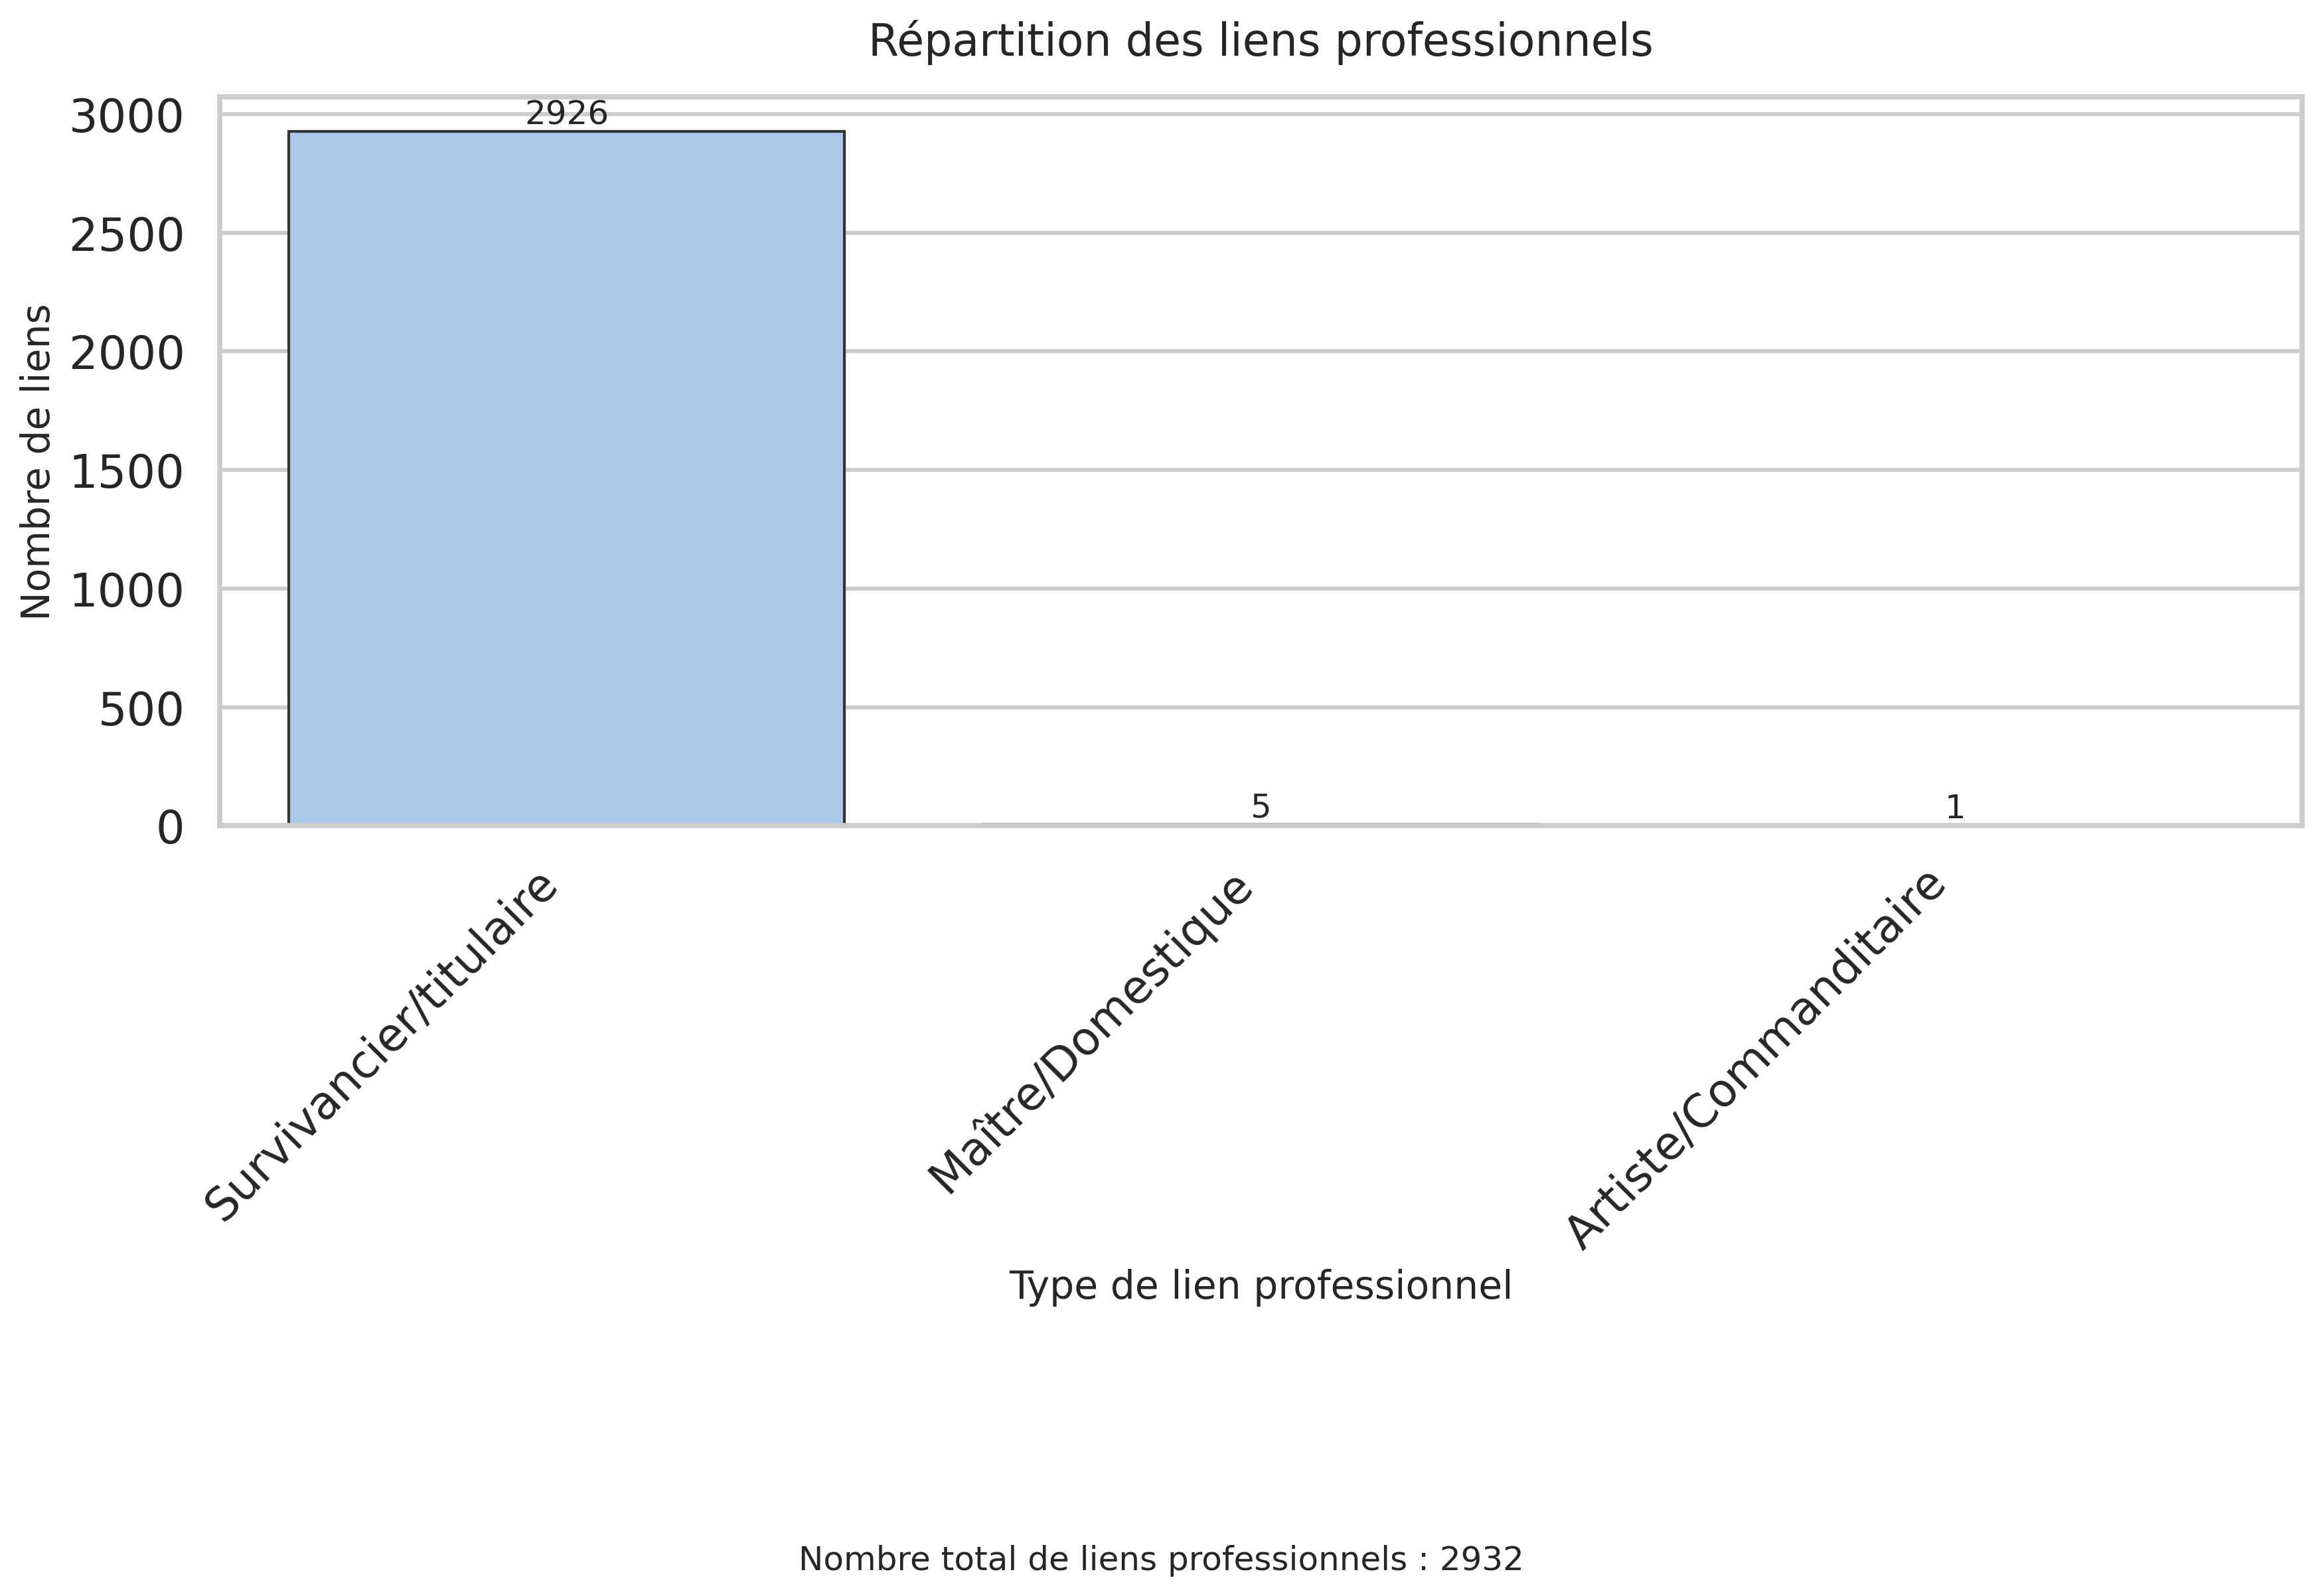 Répartition des liens professionnels
Nombre de liens
3000
2500
2000
1500
1000
500
0
2926
5
1
Survivancier/titulaire
Maître/Domestique
Artiste/Commanditaire
Type de lien professionnel
Nombre total de liens professionnels : 2932